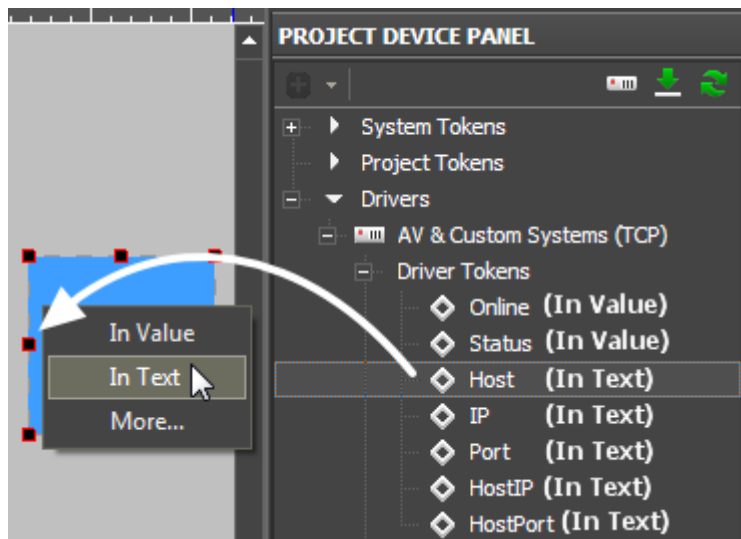 PROJECT DEVICE PANEL
System Tokens
Project Tokens
Drivers
AV & Custom Systems (TCP)
Driver Tokens
Online (In Value)
Status (In Value)
Host (In Text)
IP (In Text)
Port (In Text)
HostIP (In Text)
HostPort (In Text)
In Value
In Text
More...